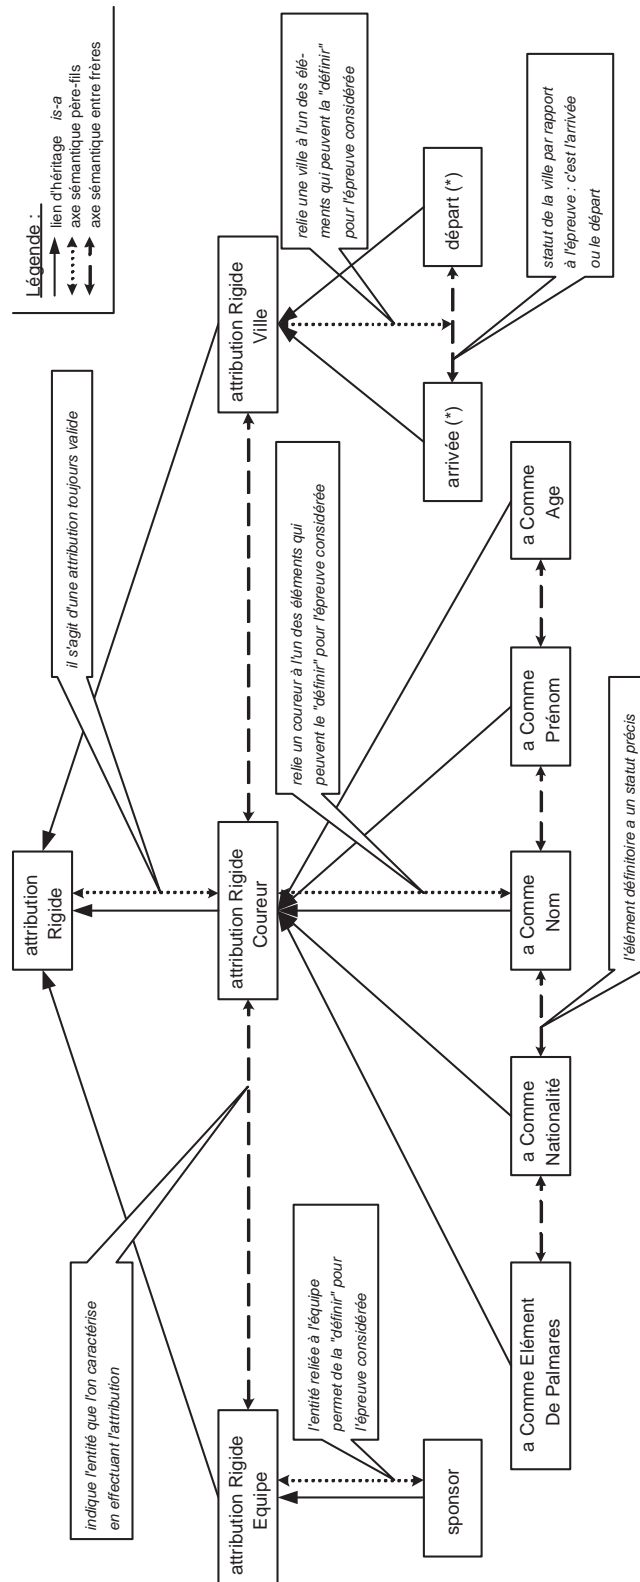 Légende :
lien d'héritage is-a
axe sémantique père-fils
axe sémantique entre frères
il s'agit d'une attribution toujours valide
attribution
Rigide
indique l'entité que l'on caractérise
en effectuant l'attribution
attribution Rigide
Equipe
attribution Rigide
Coureur
attribution Rigide
Ville
l'entité reliée à l'équipe
permet de la "définir" pour
l'épreuve considérée
relie un coureur à l'un des éléments qui
peuvent le "définir" pour l'épreuve considérée
relie une ville à l'un des élé-
ments qui peuvent la "définir"
pour l'épreuve considérée
sponsor
arrivée (*)
départ (*)
a Comme Elément
De Palmares
a Comme
Nationalité
a Comme
Nom
a Comme
Prénom
a Comme
Age
statut de la ville par rapport
à l'épreuve : c'est l'arrivée
ou le départ
l'élément définitoire a un statut précis